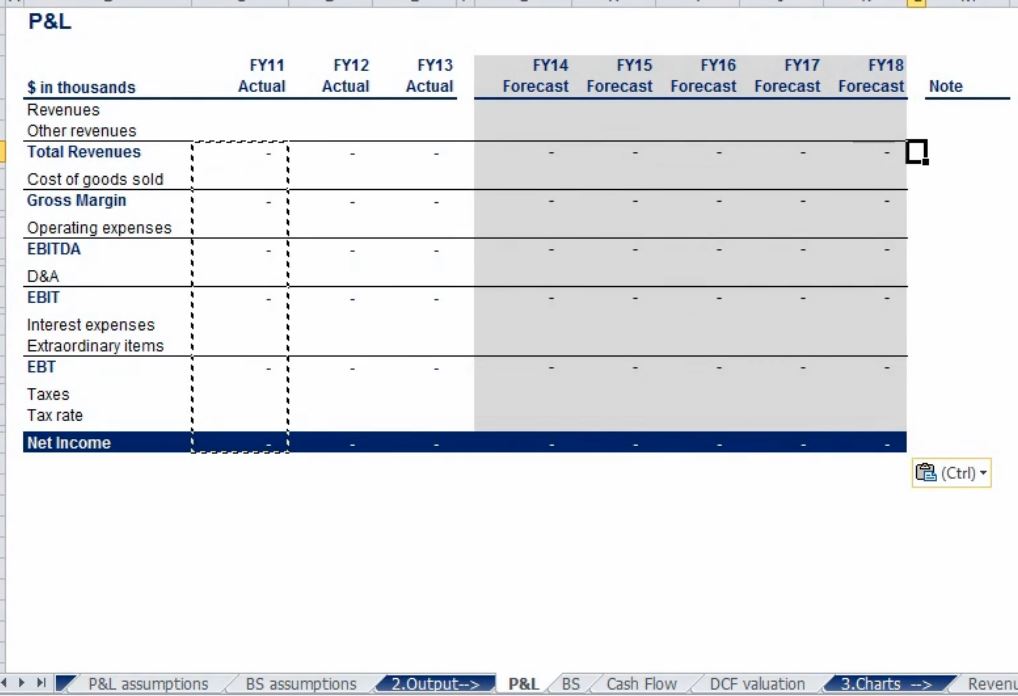 P&L
FY11 FY12 FY13 FY14 FY15 FY16 FY17 FY18
$ in thousands Actual Actual Actual Forecast Forecast Forecast Forecast Forecast Note
Revenues
Other revenues
Total Revenues - - - - - - - -
Cost of goods sold
Gross Margin - - - - - - - -
Operating expenses
EBITDA - - - - - - - -
D&A
EBIT - - - - - - - -
Interest expenses
Extraordinary items
EBT - - - - - - - -
Taxes
Tax rate
Net Income - - - - - - - -
(Ctrl)
P&L assumptions BS assumptions 2.Output--> P&L BS Cash Flow DCF valuation 3.Charts -->